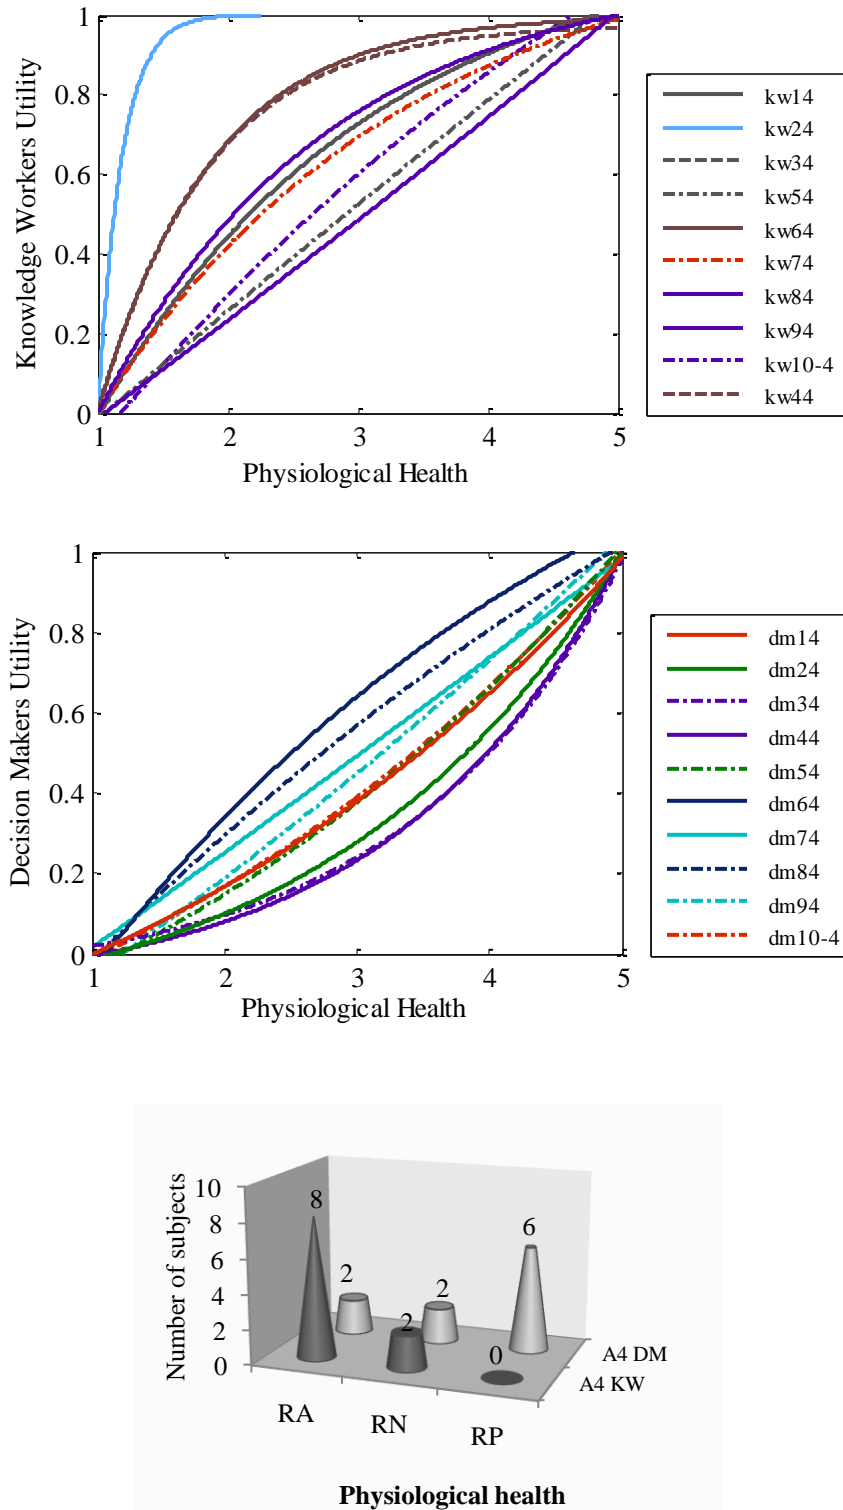 1
0.8
0.6
0.4
0.2
0
Knowledge Workers Utility
1 2 3 4 5
Physiological Health
kw14
kw24
kw34
kw54
kw64
kw74
kw84
kw94
kw10-4
kw44
1
0.8
0.6
0.4
0.2
0
Decision Makers Utility
1 2 3 4 5
Physiological Health
dm14
dm24
dm34
dm44
dm54
dm64
dm74
dm84
dm94
dm10-4
Number of subjects
10
8
6
4
2
0
8
2
2
2
6
0
A4 DM
A4 KW
RA
RN
RP
Physiological health